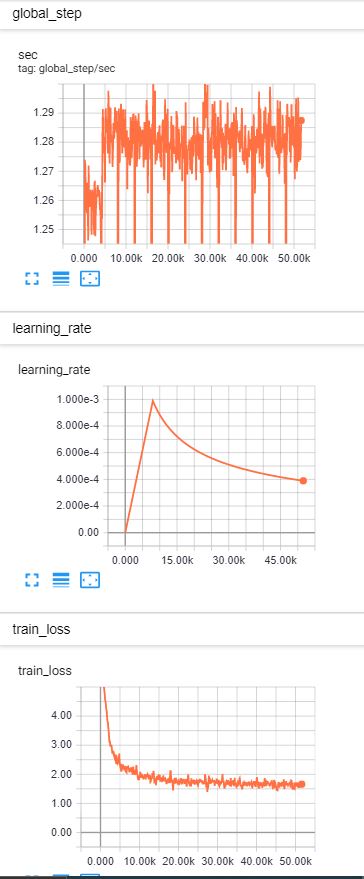 global_step
sec
tag: global_step/sec
1.29
1.28
1.27
1.26
1.25
0.000 10.00k 20.00k 30.00k 40.00k 50.00k
learning_rate
learning_rate
1.000e-3
8.000e-4
6.000e-4
4.000e-4
2.000e-4
0.00
0.000 15.00k 30.00k 45.00k
train_loss
train_loss
4.00
3.00
2.00
1.00
0.00
0.000 10.00k 20.00k 30.00k 40.00k 50.00k